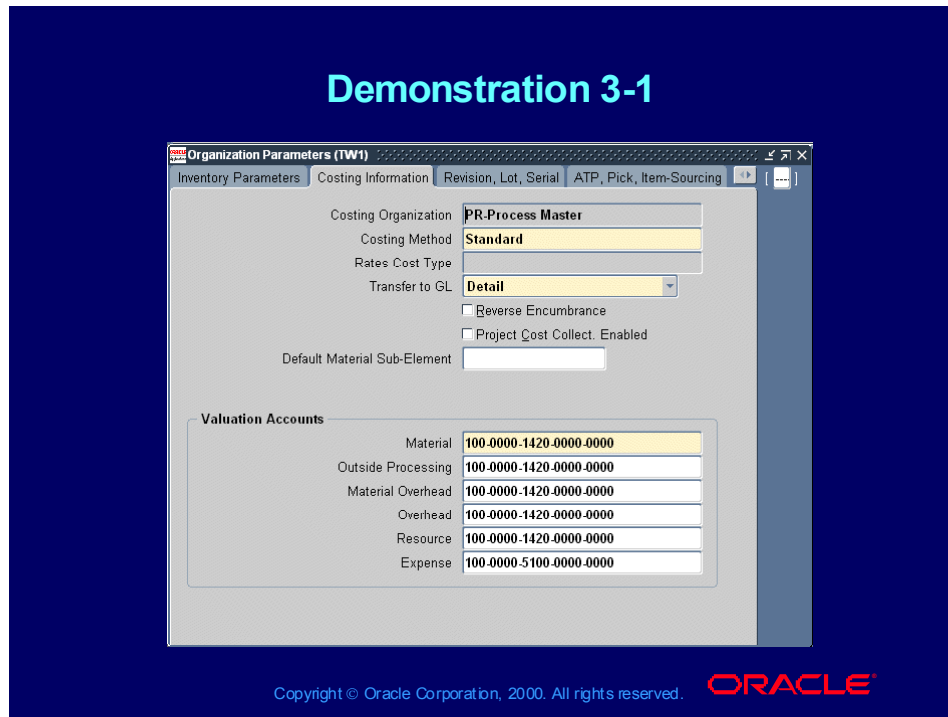 Demonstration 3-1
Organization Parameters (TW1)
Inventory Parameters Costing Information Revision, Lot, Serial ATP, Pick, Item-Sourcing
Costing Organization PR-Process Master
Costing Method Standard
Rates Cost Type
Transfer to GL Detail
Reverse Encumbrance
Project Cost Collect. Enabled
Default Material Sub-Element
Valuation Accounts
Material 100-0000-1420-0000-0000
Outside Processing 100-0000-1420-0000-0000
Material Overhead 100-0000-1420-0000-0000
Overhead 100-0000-1420-0000-0000
Resource 100-0000-1420-0000-0000
Expense 100-0000-5100-0000-0000
Copyright © Oracle Corporation, 2000. All rights reserved.
ORACLE